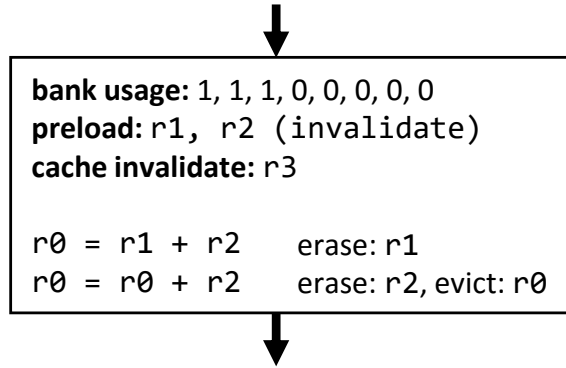 bank usage: 1, 1, 1, 0, 0, 0, 0, 0
preload: r1, r2 (invalidate)
cache invalidate: r3
r0 = r1 + r2 erase: r1
r0 = r0 + r2 erase: r2, evict: r0